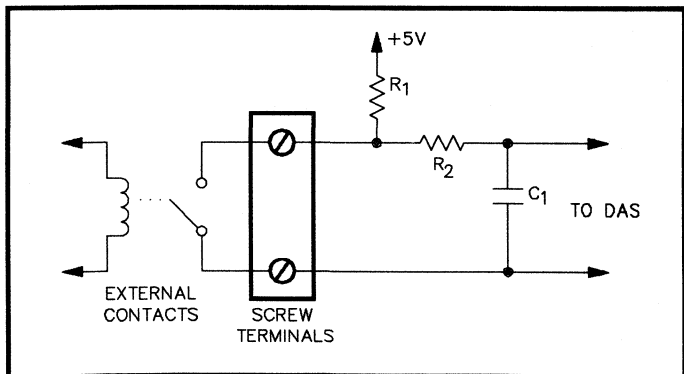 +5V
R1
R2
C1
TO DAS
EXTERNAL
CONTACTS
SCREW
TERMINALS